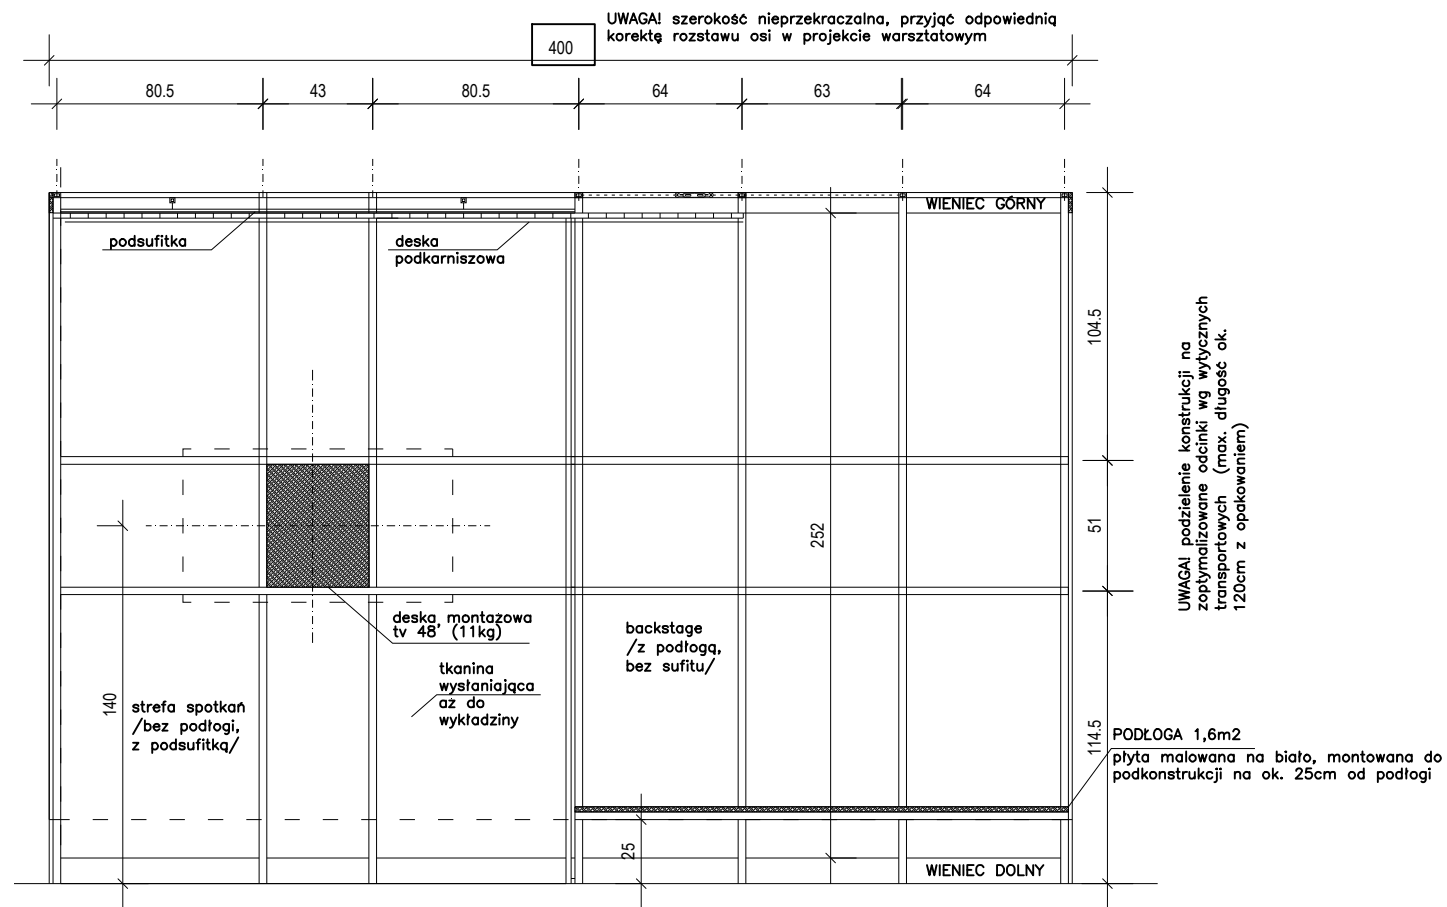 UWAGA! szerokość nieprzekraczalna, przyjąć odpowiednią
korektę rozstawu osi w projekcie warsztatowym
400
80.5
43
80.5
64
63
64
WIENIEC GÓRNY
podsufitka
deska
podkarniszowa
104.5
51
114.5
UWAGA! podzielenie konstrukcji na
zoptymalizowane odcinki wg wytycznych
transportowych (max. długość ok.
120cm z opakowaniem)
252
deska montażowa
tv 48' (11kg)
backstage
/z podłogą,
bez sufitu/
tkanina
wysłaniająca
aż do
wykładziny
140
strefa spotkań
/bez podłogi,
z podsufitką/
PODŁOGA 1,6m2
płyta malowana na biało, montowana do
podkonstrukcji na ok. 25cm od podłogi
25
WIENIEC DOLNY